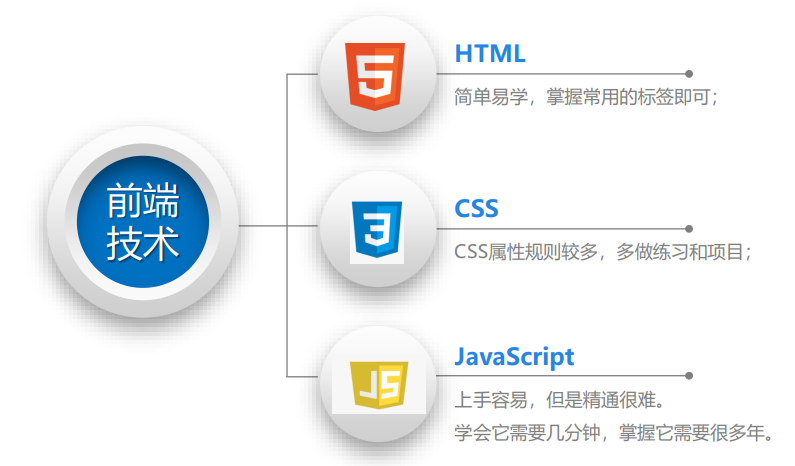 前端
技术
HTML
简单易学，掌握常用的标签即可；
CSS
CSS属性规则较多，多做练习和项目；
JS
JavaScript
上手容易，但是精通很难。
学会它需要几分钟，掌握它需要很多年。